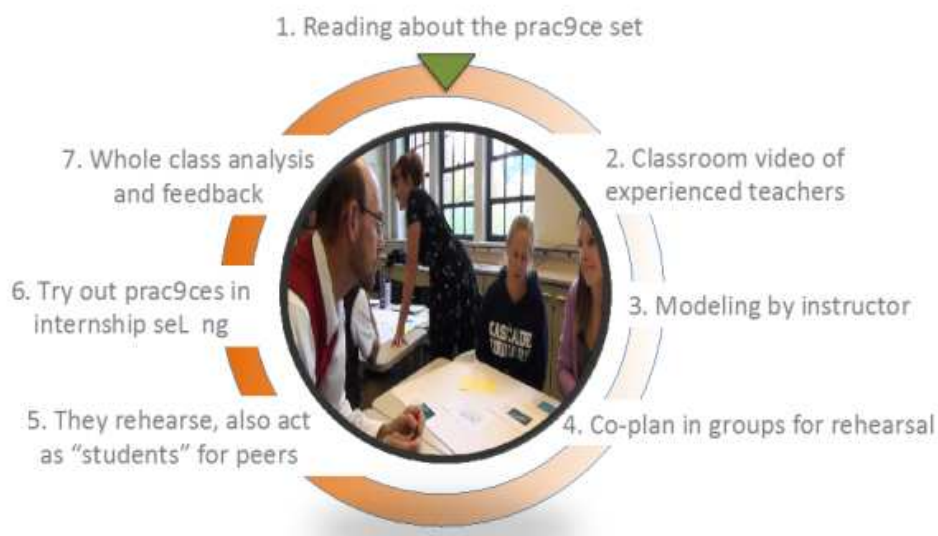 1. Reading about the prac9ce set
2. Classroom video of
experienced teachers
3. Modeling by instructor
4. Co-plan in groups for rehearsal
5. They rehearse, also act
as “students” for peers
6. Try out prac9ces in
internship seL ng
7. Whole class analysis
and feedback
CASCADE